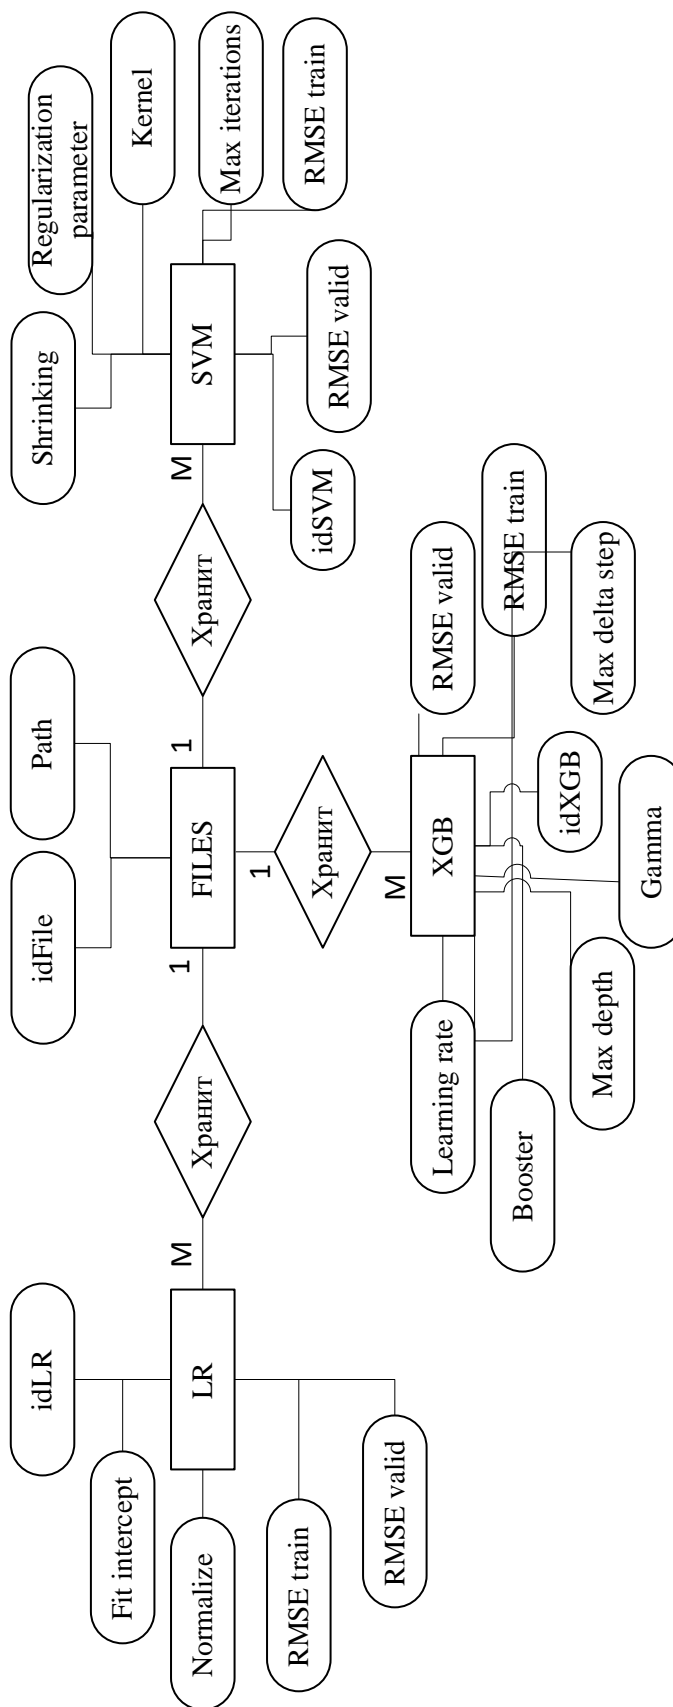 idLR
Fit intercept
Normalize
LR
RMSE train
RMSE valid
M
Хранит
1
idFile
Path
FILES
1
Хранит
M
1
Хранит
M
Shrinking
Regularization
parameter
Kernel
Max iterations
RMSE train
SVM
RMSE valid
idSVM
XGB
Learning rate
Booster
Max depth
Gamma
idXGB
RMSE valid
RMSE train
Max delta step